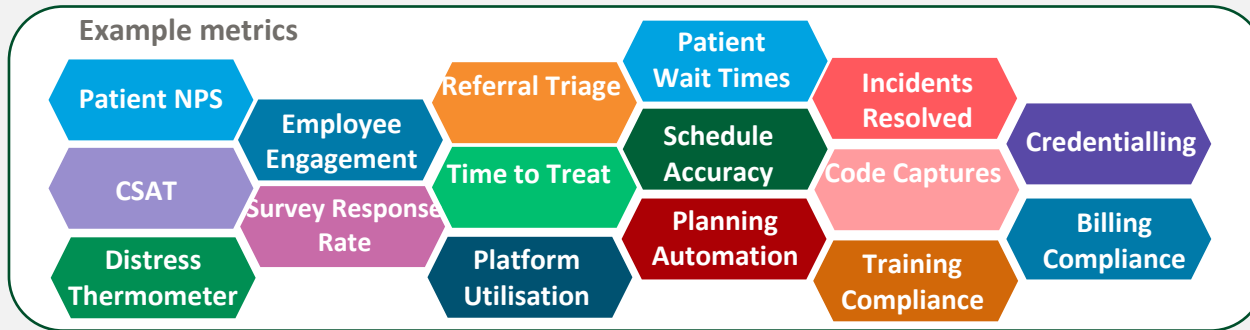 Example metrics
Patient NPS
CSAT
Distress
Thermometer
Employee
Engagement
Survey Response
Rate
Referral Triage
Time to Treat
Platform
Utilisation
Patient
Wait Times
Schedule
Accuracy
Planning
Automation
Incidents
Resolved
Code Captures
Training
Compliance
Credentialling
Billing
Compliance